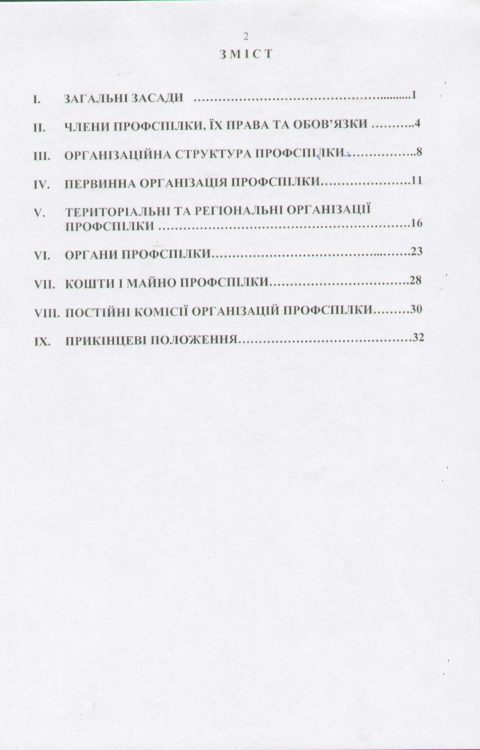 2
ЗМІСТ
I. ЗАГАЛЬНІ ЗАСАДИ ………………………………………..........1
II. ЧЛЕНИ ПРОФСПІЛКИ, ЇХ ПРАВА ТА ОБОВ’ЯЗКИ ………..4
III. ОРГАНІЗАЦІЙНА СТРУКТУРА ПРОФСПІЛКИ……………..8
IV. ПЕРВИННА ОРГАНІЗАЦІЯ ПРОФСПІЛКИ………………….11
V. ТЕРИТОРІАЛЬНІ ТА РЕГІОНАЛЬНІ ОРГАНІЗАЦІЇ
ПРОФСПІЛКИ ……………………………………………………….16
VI. ОРГАНИ ПРОФСПІЛКИ…………………………………...……..23
VII. КОШТИ І МАЙНО ПРОФСПІЛКИ…………………………….28
VIII. ПОСТІЙНІ КОМІСІЇ ОРГАНІЗАЦІЙ ПРОФСПІЛКИ………30
IX. ПРИКІНЦЕВІ ПОЛОЖЕННЯ…………………………………….32